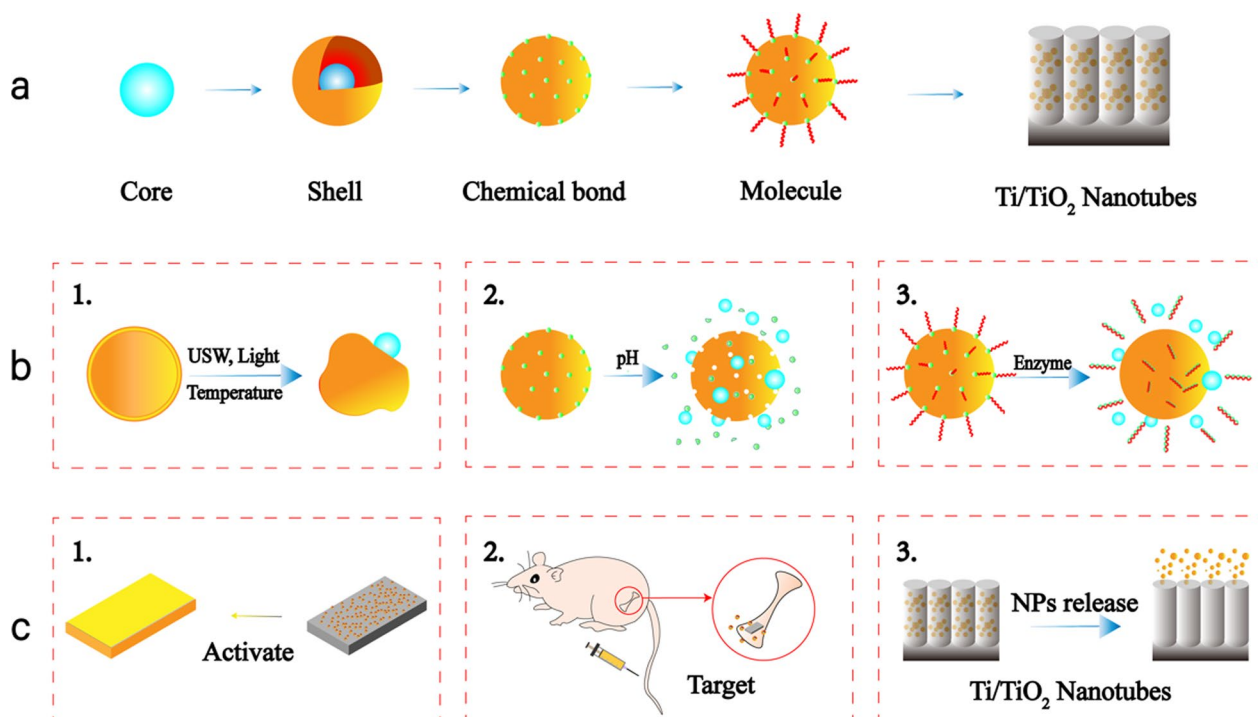 a
Core
Shell
Chemical bond
Molecule
Ti/TiO₂ Nanotubes
b
1.
USW, Light
Temperature
2.
pH
3.
Enzyme
c
1.
Activate
2.
Target
3.
NPs release
Ti/TiO₂ Nanotubes